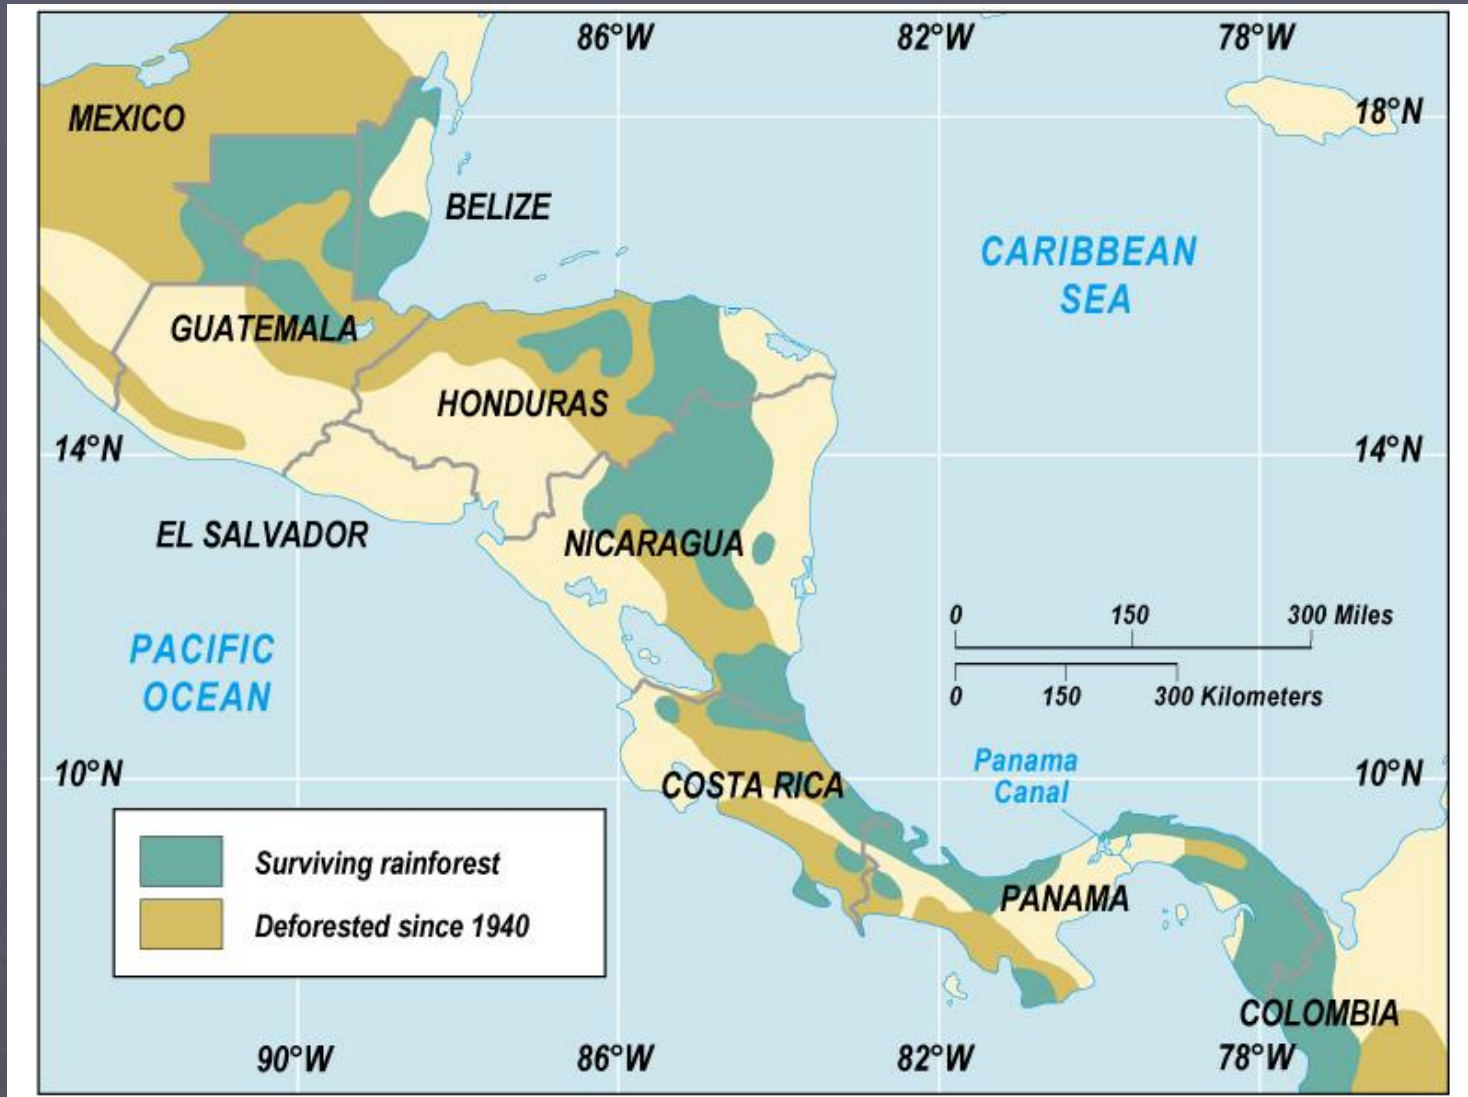 86°W 82°W 78°W
MEXICO
18°N
BELIZE
CARIBBEAN
SEA
GUATEMALA
HONDURAS
14°N
14°N
EL SALVADOR
NICARAGUA
0 150 300 Miles
0 150 300 Kilometers
PACIFIC
OCEAN
Panama
Canal
10°N
10°N
COSTA RICA
PANAMA
Surviving rainforest
Deforested since 1940
COLOMBIA
90°W 86°W 82°W 78°W